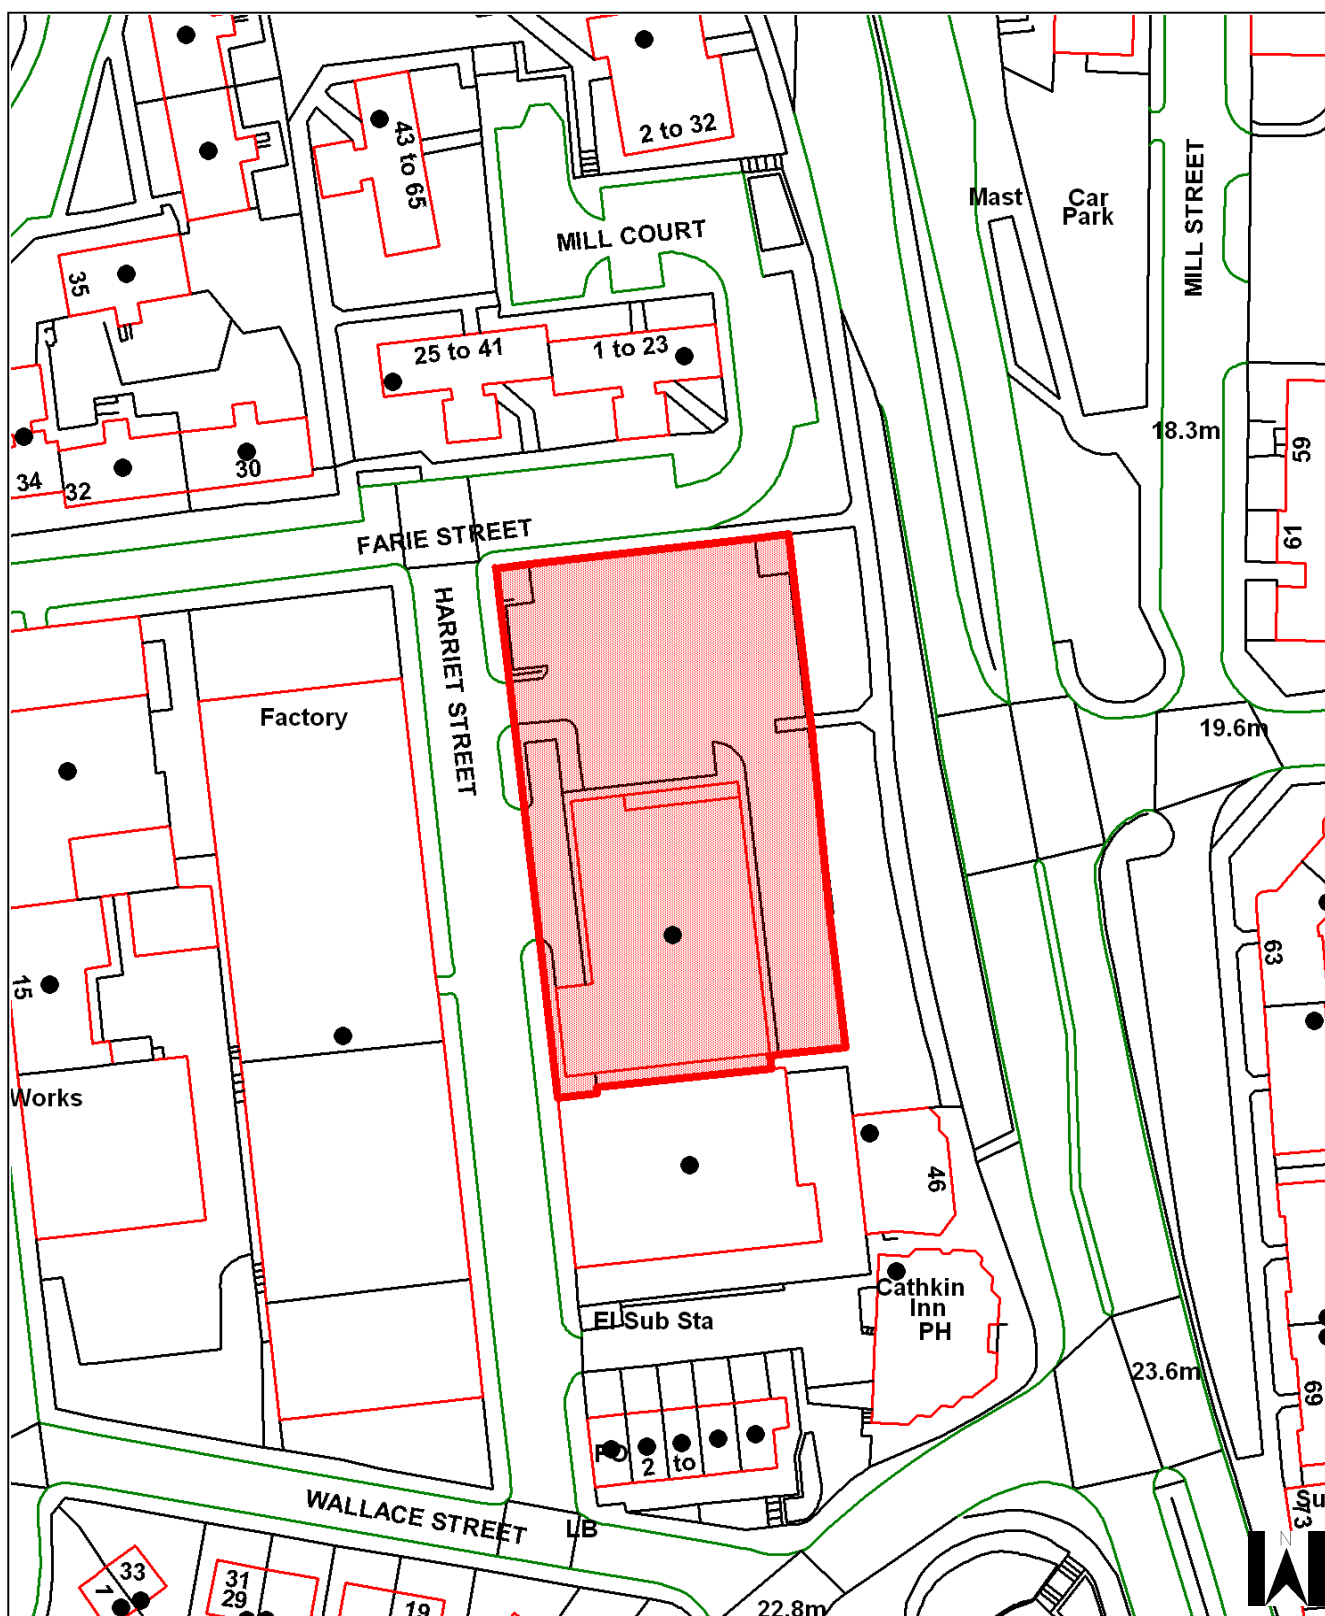 43 to 65
2 to 32
MILL COURT
Mast
Car
Park
MILL STREET
35
25 to 41
1 to 23
18.3m
59
34
32
30
61
FARIE STREET
HARRIET STREET
Factory
19.6m
63
15
Works
46
Cathkin
Inn
PH
El Sub Sta
23.6m
69
PO
2 to
WALLACE STREET
LB
73
Su
N
33
7
31
29
19
22.8m